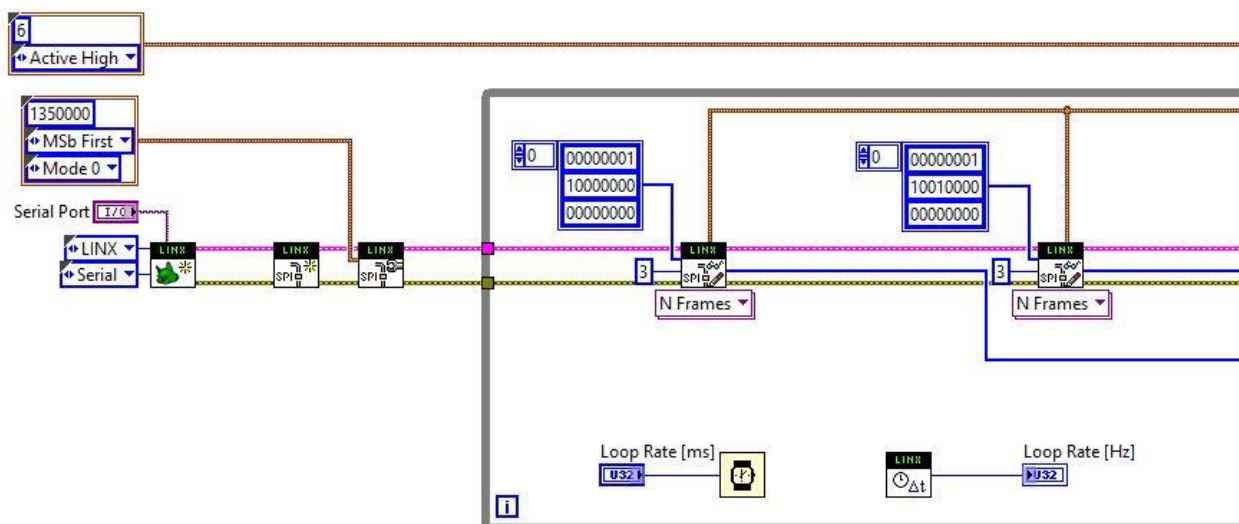 6
Active High
1350000
MSb First
Mode 0
Serial Port
I/O
LINX
Serial
LINX
LINX
SPI
LINX
SPI
0
00000001
10000000
00000000
3
LINX
SPI
N Frames
0
00000001
10010000
00000000
3
LINX
SPI
N Frames
Loop Rate [ms]
U32
LINX
Δt
Loop Rate [Hz]
U32
i